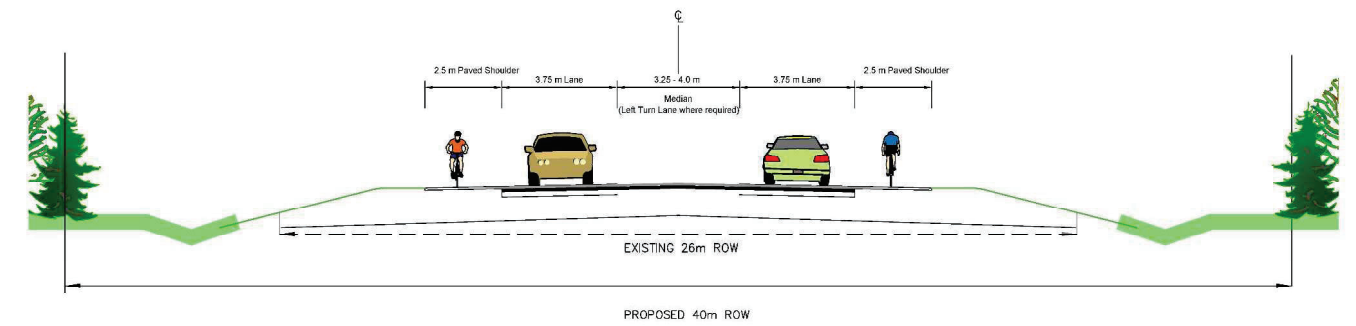 ℄
2.5 m Paved Shoulder
3.75 m Lane
3.25 - 4.0 m
3.75 m Lane
2.5 m Paved Shoulder
Median
(Left Turn Lane where required)
EXISTING 26m ROW
PROPOSED 40m ROW